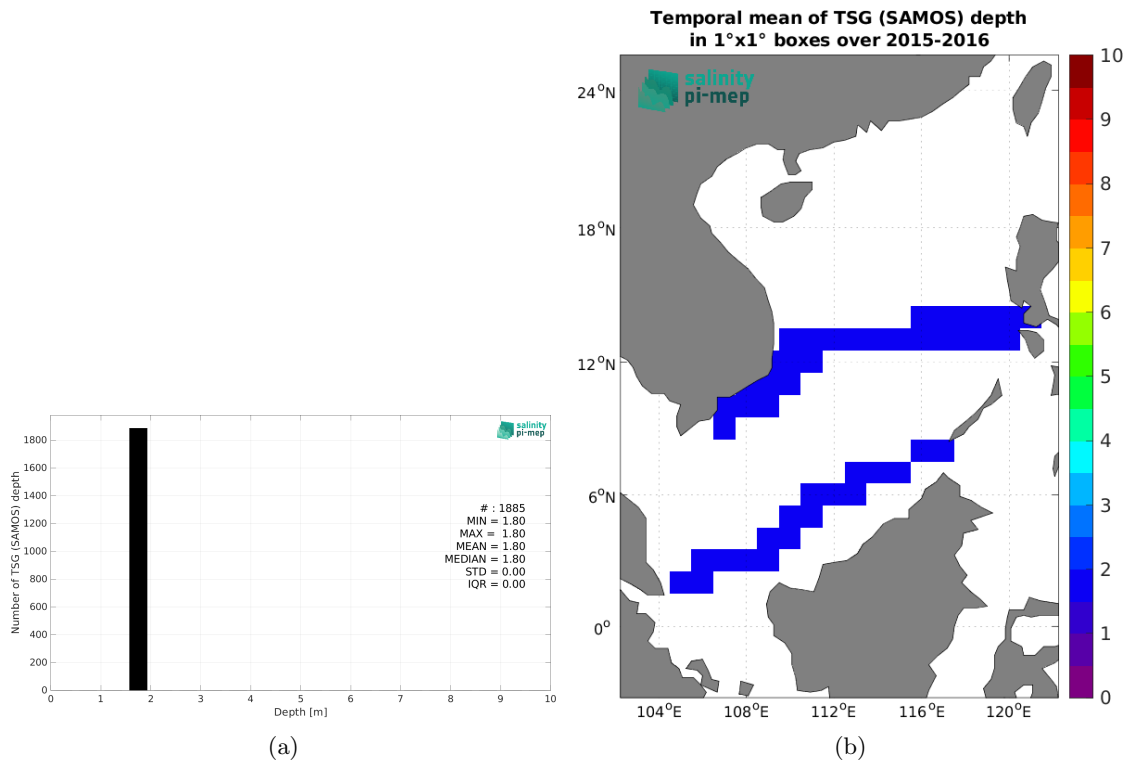 salinity
pi-mep
1800
1600
1400
1200
1000
800
600
400
200
0
Number of TSG (SAMOS) depth
# : 1885
MIN = 1.80
MAX = 1.80
MEAN = 1.80
MEDIAN = 1.80
STD = 0.00
IQR = 0.00
0 1 2 3 4 5 6 7 8 9 10
Depth [m]
(a)
Temporal mean of TSG (SAMOS) depth
in 1°x1° boxes over 2015-2016
salinity
pi-mep
24°N
18°N
12°N
6°N
0°
104°E 108°E 112°E 116°E 120°E
10
9
8
7
6
5
4
3
2
1
0
(b)